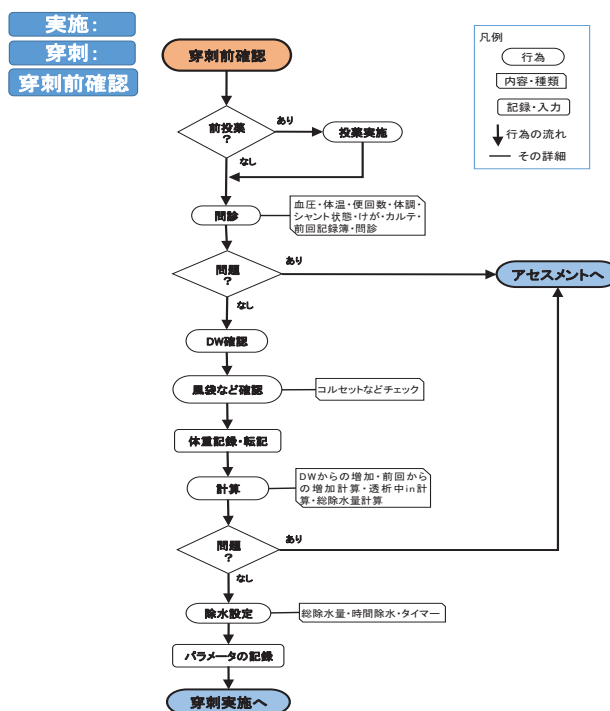 実施：
穿刺：
穿刺前確認
穿刺前確認
凡例
行為
内容・種類
記録・入力
行為の流れ
その詳細
前投薬
？
あり
投薬実施
なし
問診
血圧・体温・便回数・体調・
シャント状態・けが・カルテ・
前回記録簿・問診
問題
？
あり
アセスメントへ
なし
DW確認
風袋など確認
コルセットなどチェック
体重記録・転記
計算
DWからの増加・前回から
の増加計算・透析中in計
算・総除水量計算
問題
？
あり
なし
除水設定
総除水量・時間除水・タイマー
パラメータの記録
穿刺実施へ